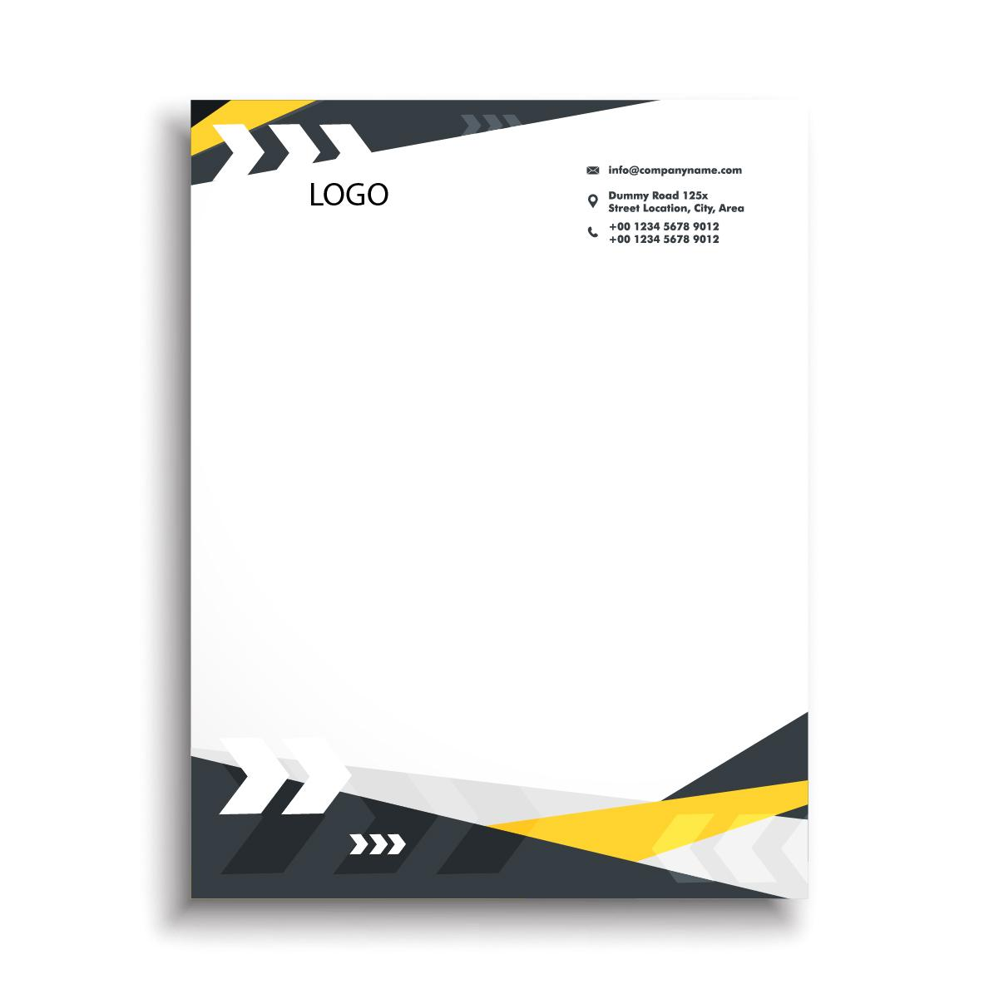 LOGO
info@companyname.com
Dummy Road 125x
Street Location, City, Area
+00 1234 5678 9012
+00 1234 5678 9012